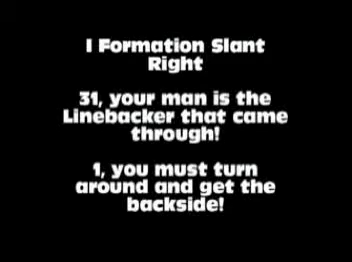 I Formation Slant
Right
31, your man is the
Linebacker that came
through!
1, you must turn
around and get the
backside!